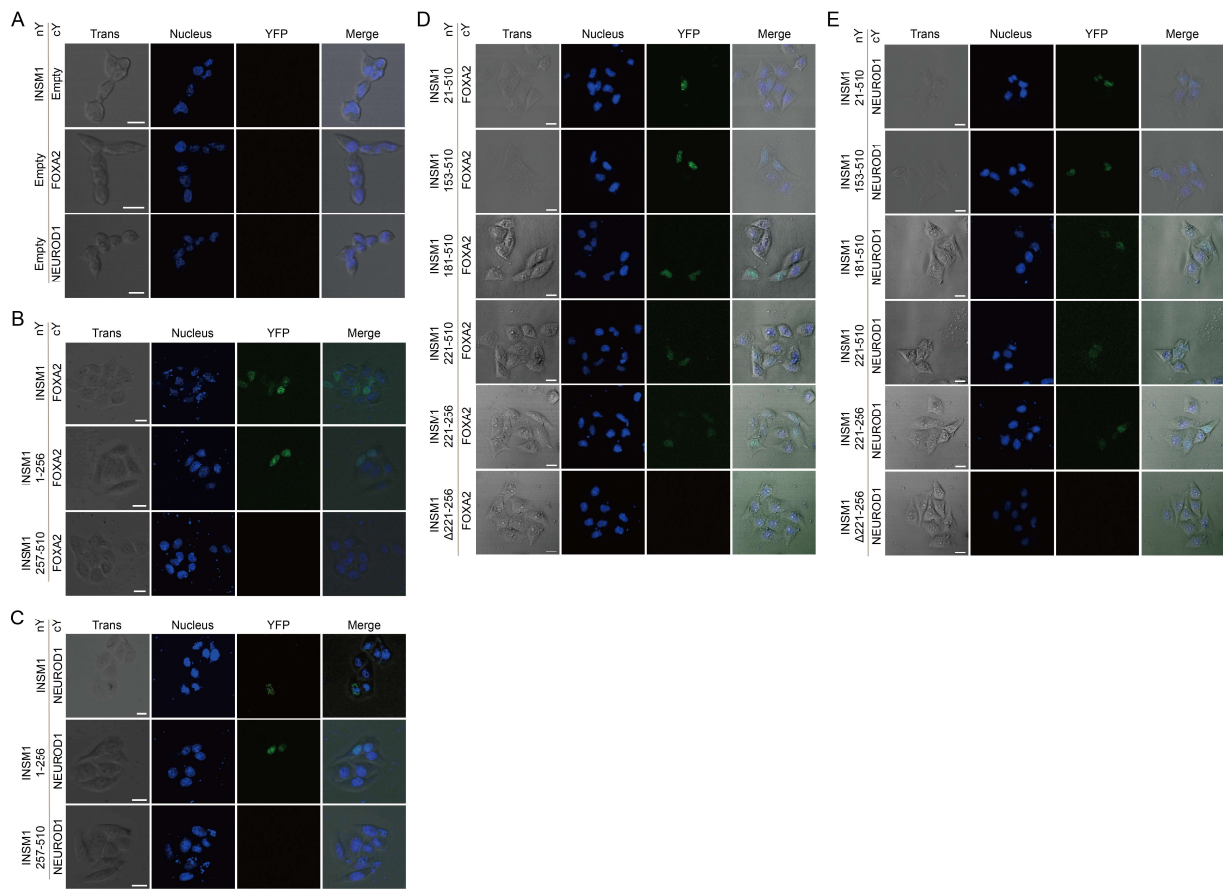 A
nY
cY
Trans Nucleus YFP Merge
INSM1
Empty
Empty
FOXA2
Empty
NEUROD1
B
nY
cY
Trans Nucleus YFP Merge
INSM1
FOXA2
INSM1
1-256
FOXA2
INSM1
257-510
FOXA2
C
nY
cY
Trans Nucleus YFP Merge
INSM1
NEUROD1
INSM1
1-256
NEUROD1
INSM1
257-510
NEUROD1
D
nY
cY
Trans Nucleus YFP Merge
INSM1
21-510
FOXA2
INSM1
153-510
FOXA2
INSM1
181-510
FOXA2
INSM1
221-510
FOXA2
INSM1
221-256
FOXA2
INSM1
Δ221-256
FOXA2
E
nY
cY
Trans Nucleus YFP Merge
INSM1
21-510
NEUROD1
INSM1
153-510
NEUROD1
INSM1
181-510
NEUROD1
INSM1
221-510
NEUROD1
INSM1
221-256
NEUROD1
INSM1
Δ221-256
NEUROD1